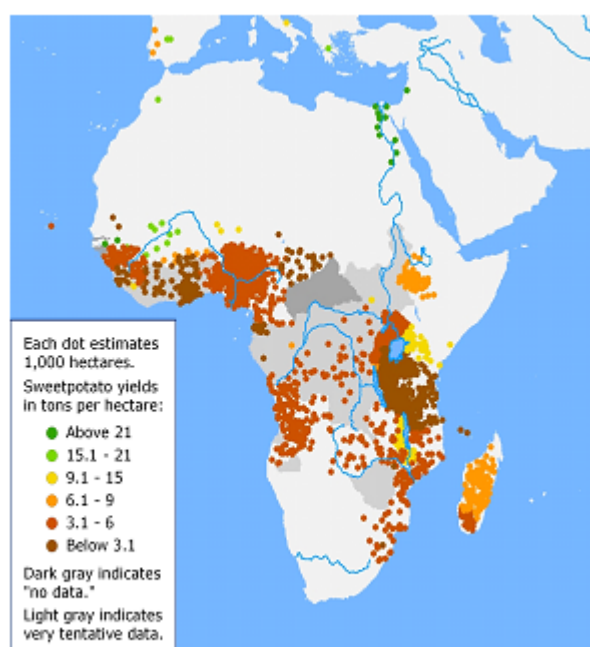 Each dot estimates
1,000 hectares.
Sweetpotato yields
in tons per hectare:
Above 21
15.1 - 21
9.1 - 15
6.1 - 9
3.1 - 6
Below 3.1
Dark gray indicates
"no data."
Light gray indicates
very tentative data.